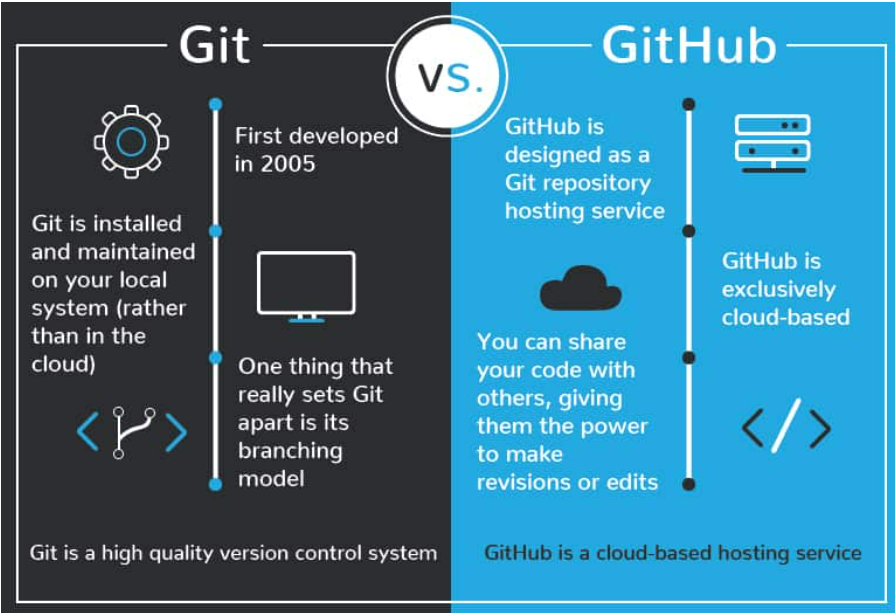 Git
vs.
GitHub
First developed
in 2005
Git is installed
and maintained
on your local
system (rather
than in the
cloud)
One thing that
really sets Git
apart is its
branching
model
Git is a high quality version control system
GitHub is
designed as a
Git repository
hosting service
GitHub is
exclusively
cloud-based
You can share
your code with
others, giving
them the power
to make
revisions or edits
GitHub is a cloud-based hosting service